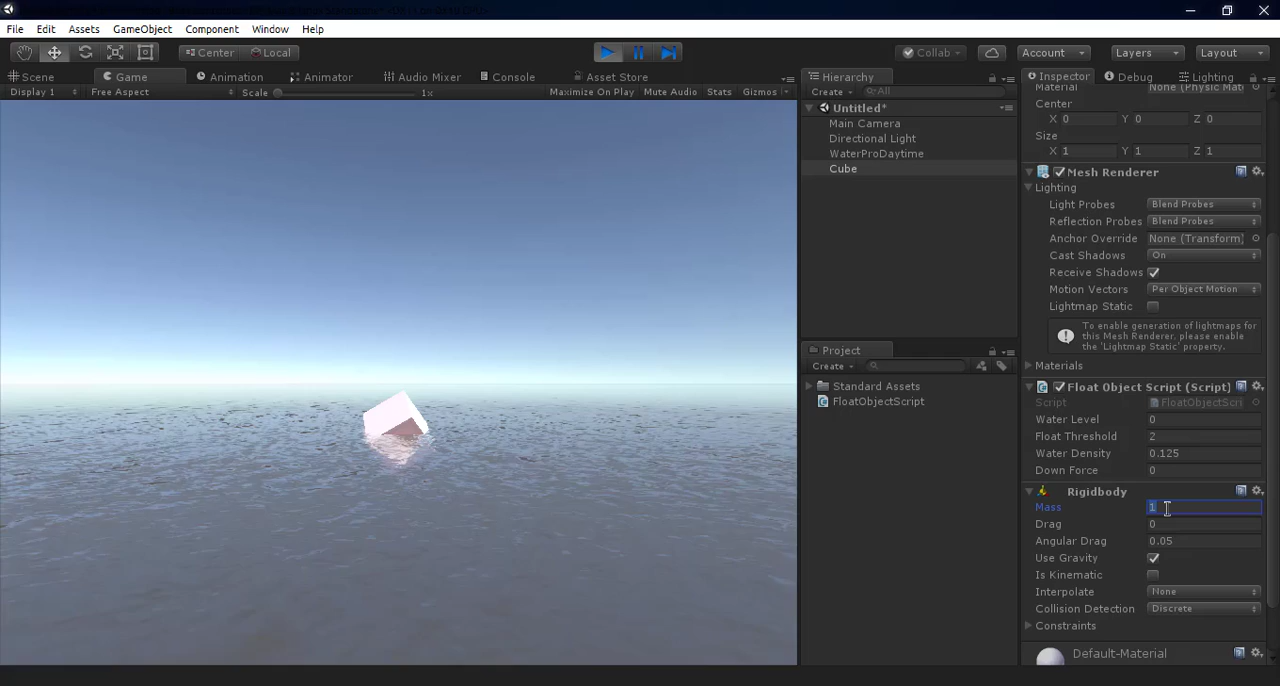 File Edit Assets GameObject Component Window Help
Center Local Collab Account Layers Layout
Scene Game Animation Animator Audio Mixer Console Asset Store
Display 1 Free Aspect Scale 1x Maximize On Play Mute Audio Stats Gizmos
Hierarchy
Create All
Untitled*
Main Camera
Directional Light
WaterProDaytime
Cube
Project
Create
Standard Assets
FloatObjectScript
Inspector Debug Lighting
Material None (Physic Mat
Center
X 0 Y 0 Z 0
Size
X 1 Y 1 Z 1
Mesh Renderer
Lighting
Light Probes Blend Probes
Reflection Probes Blend Probes
Anchor Override None (Transform)
Cast Shadows On
Receive Shadows
Motion Vectors Per Object Motion
Lightmap Static
To enable generation of lightmaps for
this Mesh Renderer, please enable
the 'Lightmap Static' property.
Materials
Float Object Script (Script)
Script FloatObjectScri
Water Level 0
Float Threshold 2
Water Density 0.125
Down Force 0
Rigidbody
Mass 1
Drag 0
Angular Drag 0.05
Use Gravity
Is Kinematic
Interpolate None
Collision Detection Discrete
Constraints
Default-Material